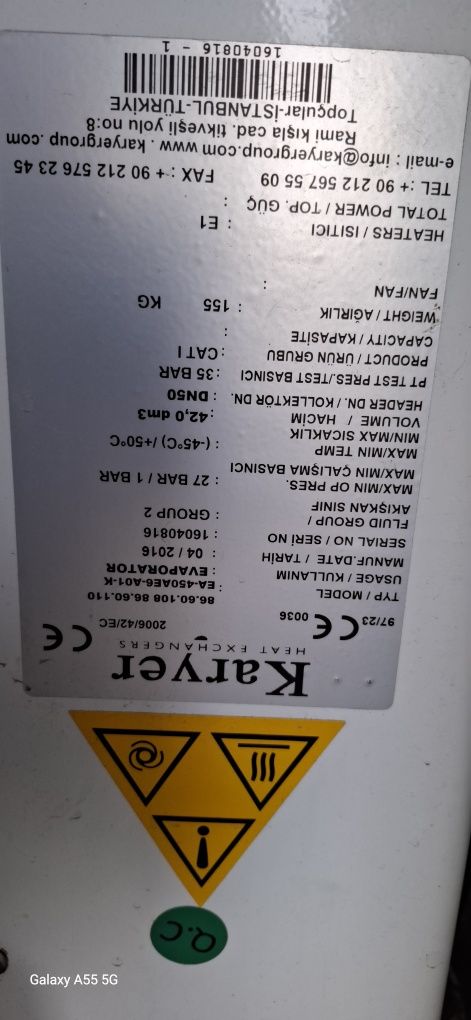 Karyer
HEAT EXCHANGERS
97/23 CE 0036
2006/42/EC CE
86.60.108 86.60.110
TYP / MODEL : EA-450AE6-A01-K
USAGE / KULLANIM : EVAPORATOR
MANUF.DATE / TARİH : 04 / 2016
SERIAL NO / SERİ NO : 16040816
FLUID GROUP / : GROUP 2
AKIŞKAN SINIF
MAX/MIN OP PRES. : 27 BAR / 1 BAR
MAX/MIN ÇALIŞMA BASINCI
MAX/MIN TEMP : (-45°C) /+50°C
MIN/MAX SICAKLIK
VOLUME / HACİM : 42,0 dm3
HEADER DN. / KOLLEKTÖR DN. : DN50
PT TEST PRES./TEST BASINCI : 35 BAR
PRODUCT / ÜRÜN GRUBU : CAT I
CAPACITY / KAPASİTE :
WEIGHT / AĞIRLIK : 155 KG
FAN/FAN :
HEATERS / ISITICI : E1
TOTAL POWER / TOP. GÜÇ :
TEL :+ 90 212 567 55 09 FAX :+ 90 212 576 23 45
e-mail : info@karyergroup.com www . karyergroup .com
Rami kışla cad. tikveşli yolu no:8
Topçular-İSTANBUL-TÜRKİYE
16040816 - 1
Q.C
Galaxy A55 5G